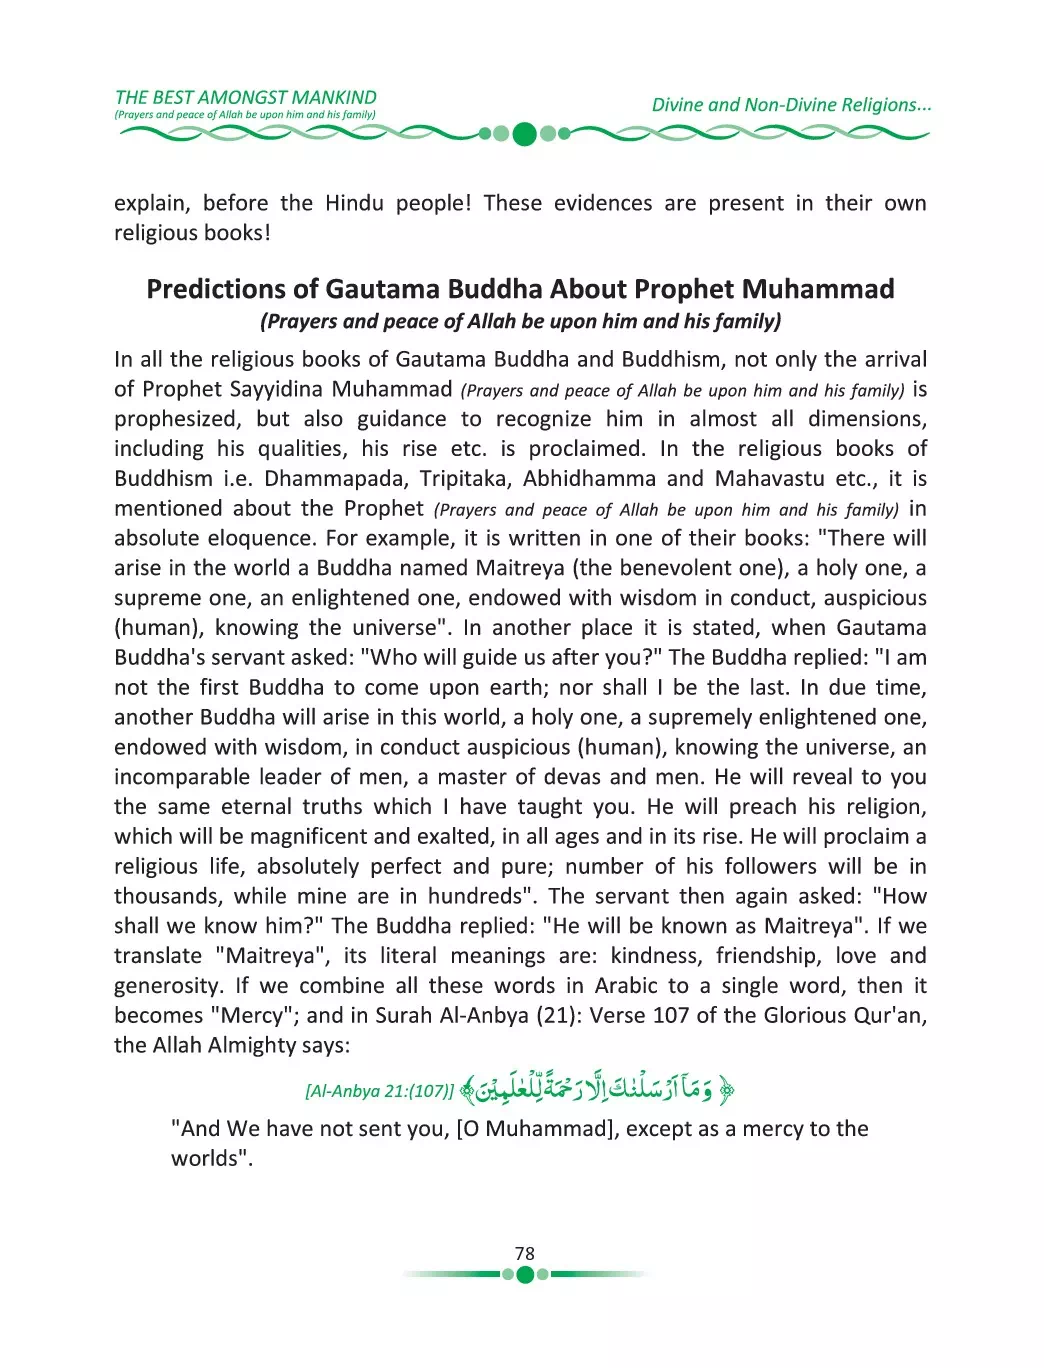 THE BEST AMONGST MANKIND
(Prayers and peace of Allah be upon him and his family)
Divine and Non-Divine Religions...
explain, before the Hindu people! These evidences are present in their own
religious books!
Predictions of Gautama Buddha About Prophet Muhammad
(Prayers and peace of Allah be upon him and his family)
In all the religious books of Gautama Buddha and Buddhism, not only the arrival
of Prophet Sayyidina Muhammad (Prayers and peace of Allah be upon him and his family) is
prophesized, but also guidance to recognize him in almost all dimensions,
including his qualities, his rise etc. is proclaimed. In the religious books of
Buddhism i.e. Dhammapada, Tripitaka, Abhidhamma and Mahavastu etc., it is
mentioned about the Prophet (Prayers and peace of Allah be upon him and his family) in
absolute eloquence. For example, it is written in one of their books: "There will
arise in the world a Buddha named Maitreya (the benevolent one), a holy one, a
supreme one, an enlightened one, endowed with wisdom in conduct, auspicious
(human), knowing the universe". In another place it is stated, when Gautama
Buddha's servant asked: "Who will guide us after you?" The Buddha replied: "I am
not the first Buddha to come upon earth; nor shall I be the last. In due time,
another Buddha will arise in this world, a holy one, a supremely enlightened one,
endowed with wisdom, in conduct auspicious (human), knowing the universe, an
incomparable leader of men, a master of devas and men. He will reveal to you
the same eternal truths which I have taught you. He will preach his religion,
which will be magnificent and exalted, in all ages and in its rise. He will proclaim a
religious life, absolutely perfect and pure; number of his followers will be in
thousands, while mine are in hundreds". The servant then again asked: "How
shall we know him?" The Buddha replied: "He will be known as Maitreya". If we
translate "Maitreya", its literal meanings are: kindness, friendship, love and
generosity. If we combine all these words in Arabic to a single word, then it
becomes "Mercy"; and in Surah Al-Anbya (21): Verse 107 of the Glorious Qur'an,
the Allah Almighty says:
﴿ وَمَآ اَرْسَلْنٰكَ اِلَّا رَحْمَةً لِّلْعٰلَمِيْنَ ﴾ [Al-Anbya 21:(107)]
"And We have not sent you, [O Muhammad], except as a mercy to the
worlds".
78